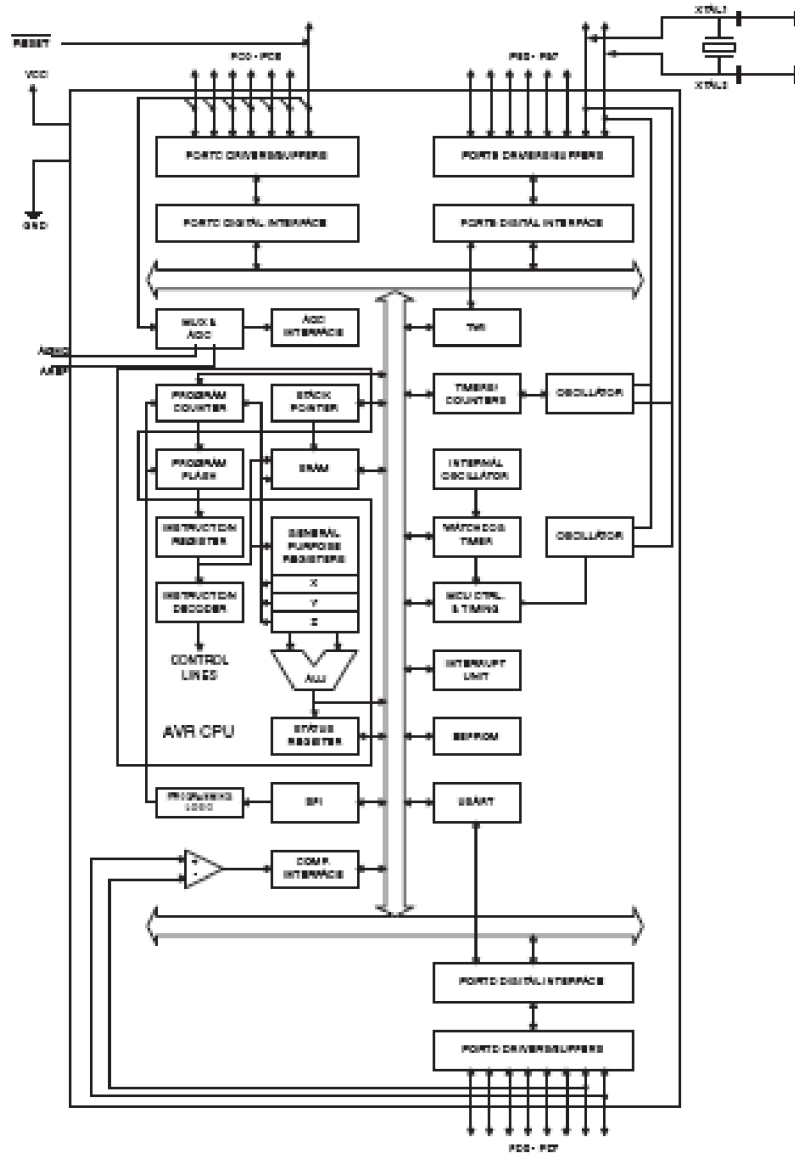 XTAL1
RESET
PC0 - PC6
PB0 - PB7
VCC
XTAL2
PORTC DRIVERS/BUFFERS
PORTB DRIVERS/BUFFERS
GND
PORTC DIGITAL INTERFACE
PORTB DIGITAL INTERFACE
MUX &
ADC
ADC
INTERFACE
TWI
AREF
PROGRAM
COUNTER
STACK
POINTER
TIMERS/
COUNTERS
OSCILLATOR
PROGRAM
FLASH
SRAM
INTERNAL
OSCILLATOR
INSTRUCTION
REGISTER
GENERAL
PURPOSE
REGISTERS
WATCHDOG
TIMER
OSCILLATOR
X
INSTRUCTION
DECODER
Y
MCU CTRL.
& TIMING
Z
CONTROL
LINES
ALU
INTERRUPT
UNIT
AVR CPU
STATUS
REGISTER
EEPROM
PROGRAMMING
LOGIC
SPI
USART
+
-
COMP.
INTERFACE
PORTD DIGITAL INTERFACE
PORTD DRIVERS/BUFFERS
PD0 - PD7